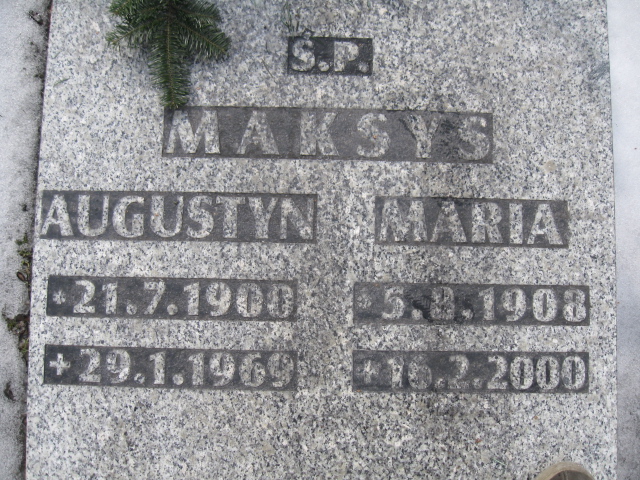 Ś.P.
MAKSYS
AUGUSTYN MARIA
*21.7.1900 *5.8.1908
+29.1.1969 +16.2.2000